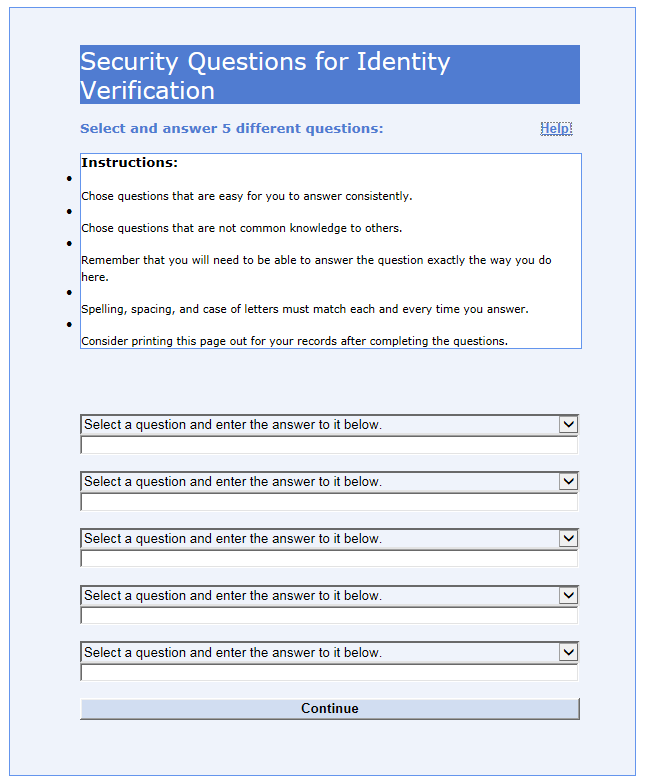 Security Questions for Identity
Verification
Select and answer 5 different questions:
Help!
Instructions:
Chose questions that are easy for you to answer consistently.
Chose questions that are not common knowledge to others.
Remember that you will need to be able to answer the question exactly the way you do
here.
Spelling, spacing, and case of letters must match each and every time you answer.
Consider printing this page out for your records after completing the questions.
Select a question and enter the answer to it below.
Select a question and enter the answer to it below.
Select a question and enter the answer to it below.
Select a question and enter the answer to it below.
Select a question and enter the answer to it below.
Continue